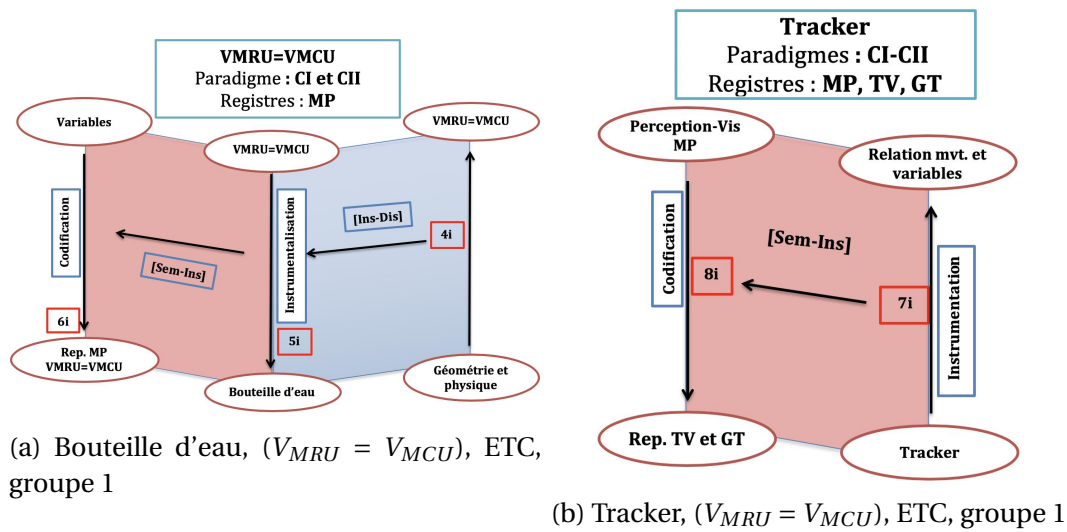 VMRU=VMCU
Paradigme : CI et CII
Registres : MP
Variables
VMRU=VMCU
VMRU=VMCU
Codification
[Sem-Ins]
Instrumentalisation
[Ins-Dis]
4i
6i
5i
Rep. MP
VMRU=VMCU
Bouteille d'eau
Géométrie et
physique
(a) Bouteille d'eau, (V_MRU = V_MCU), ETC,
groupe 1
Tracker
Paradigmes : CI-CII
Registres : MP, TV, GT
Perception-Vis
MP
Relation mvt. et
variables
Codification
[Sem-Ins]
8i
7i
Instrumentation
Rep. TV et GT
Tracker
(b) Tracker, (V_MRU = V_MCU), ETC, groupe 1